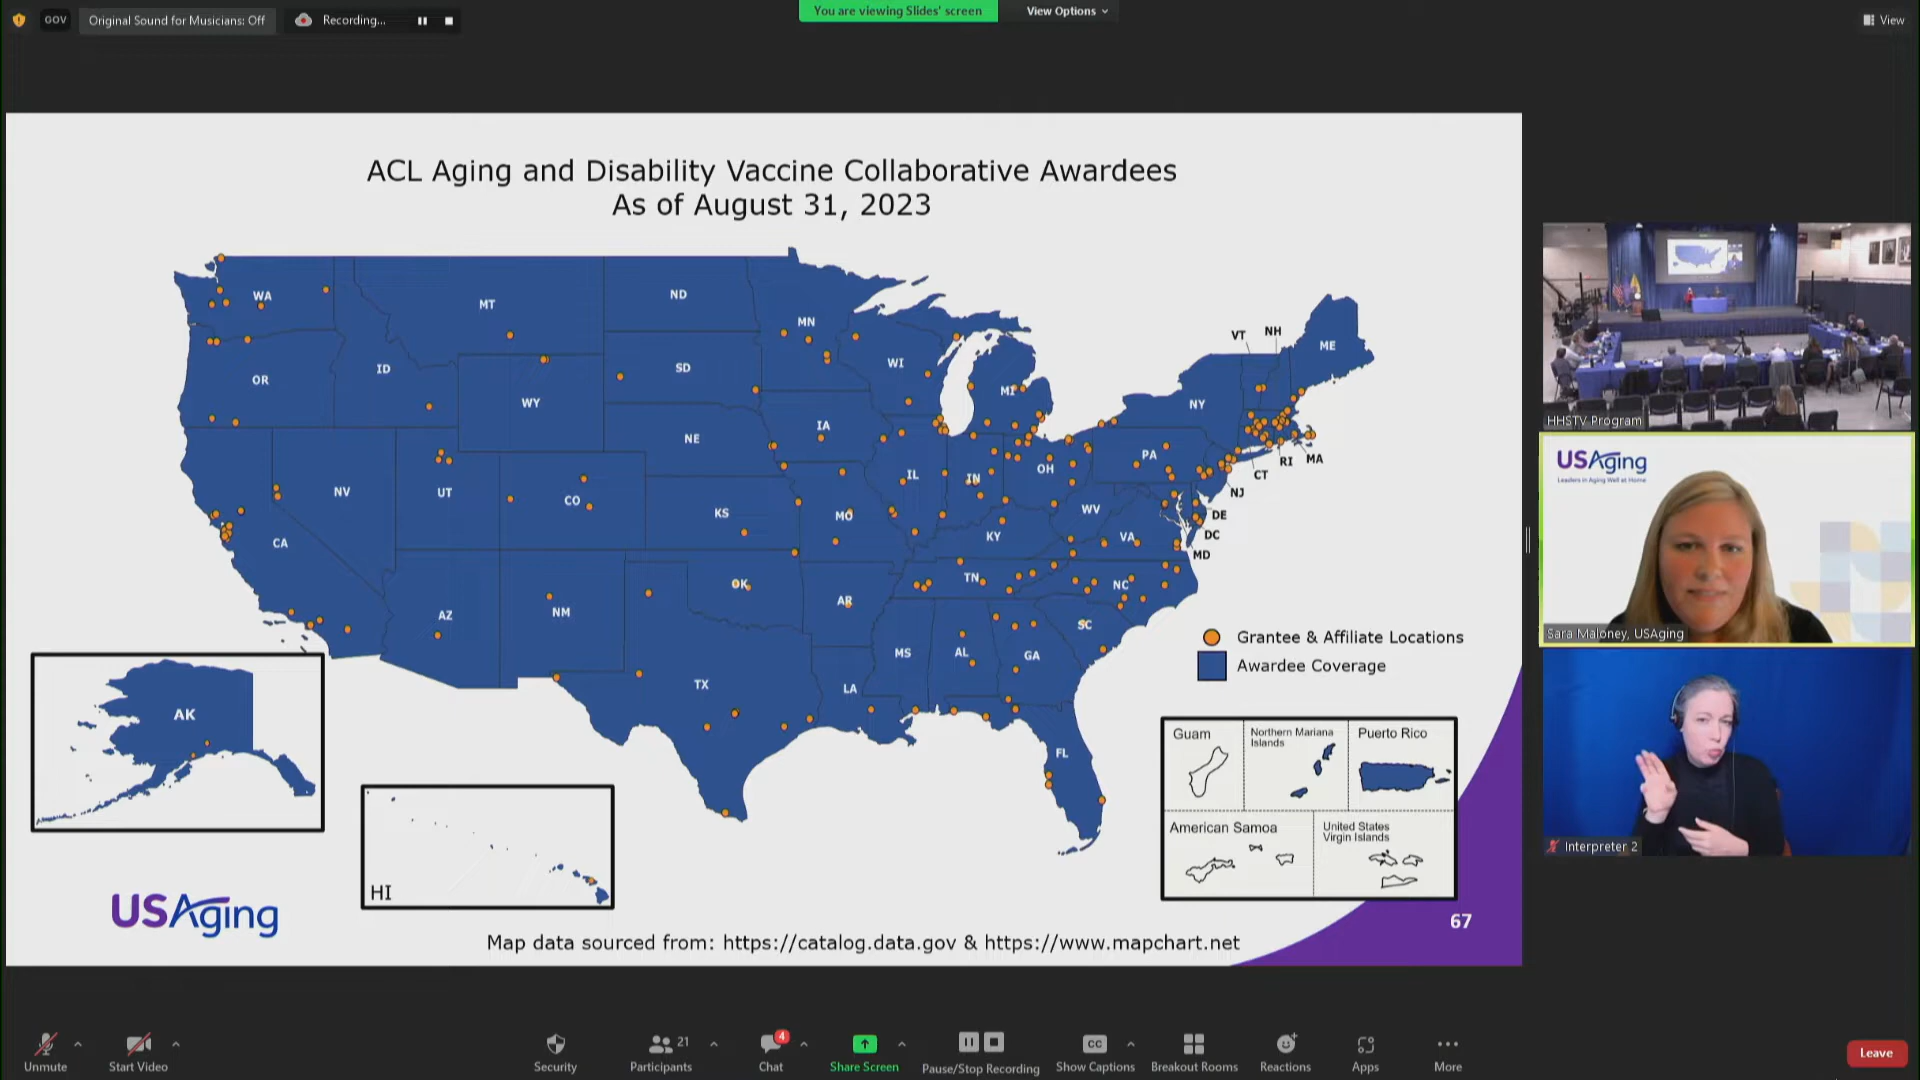 GOV
Original Sound for Musicians: Off
Recording...
You are viewing Slides' screen
View Options
View
ACL Aging and Disability Vaccine Collaborative Awardees
As of August 31, 2023
WA
MT
ND
MN
VT
NH
ME
OR
ID
SD
WI
MI
WY
NY
IA
NE
PA
NV
UT
CO
IL
IN
OH
CT
RI
MA
NJ
CA
KS
MO
KY
WV
VA
DE
DC
MD
AZ
NM
OK
AR
TN
NC
SC
TX
LA
MS
AL
GA
FL
AK
HI
Grantee & Affiliate Locations
Awardee Coverage
Guam
Northern Mariana
Islands
Puerto Rico
American Samoa
United States
Virgin Islands
USAging
67
Map data sourced from: https://catalog.data.gov & https://www.mapchart.net
HHSTV Program
USAging
Leaders in Aging Well at Home
Sara Maloney, USAging
Interpreter 2
Unmute
Start Video
Security
Participants
21
Chat
4
Share Screen
Pause/Stop Recording
CC
Show Captions
Breakout Rooms
Reactions
Apps
More
Leave